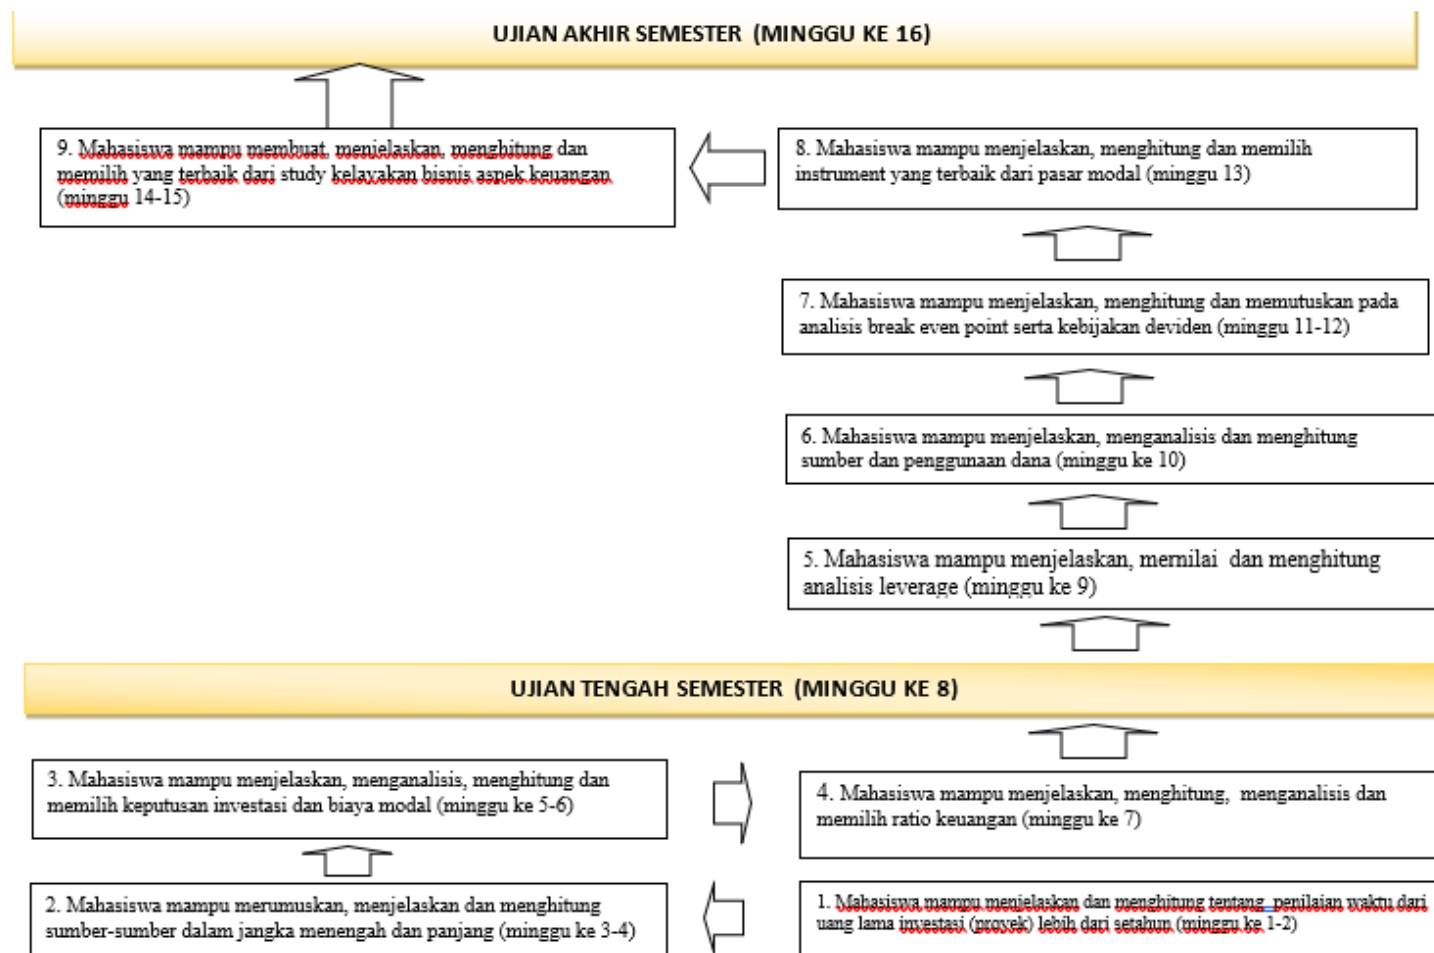 UJIAN AKHIR SEMESTER (MINGGU KE 16)
9. Mahasiswa mampu membuat, menjelaskan, menghitung dan
memilih yang terbaik dari study kelayakan bisnis aspek keuangan
(minggu 14-15)
8. Mahasiswa mampu menjelaskan, menghitung dan memilih
instrument yang terbaik dari pasar modal (minggu 13)
7. Mahasiswa mampu menjelaskan, menghitung dan memutuskan pada
analisis break even point serta kebijakan deviden (minggu 11-12)
6. Mahasiswa mampu menjelaskan, menganalisis dan menghitung
sumber dan penggunaan dana (minggu ke 10)
5. Mahasiswa mampu menjelaskan, mernilai dan menghitung
analisis leverage (minggu ke 9)
UJIAN TENGAH SEMESTER (MINGGU KE 8)
3. Mahasiswa mampu menjelaskan, menganalisis, menghitung dan
memilih keputusan investasi dan biaya modal (minggu ke 5-6)
4. Mahasiswa mampu menjelaskan, menghitung, menganalisis dan
memilih ratio keuangan (minggu ke 7)
2. Mahasiswa mampu merumuskan, menjelaskan dan menghitung
sumber-sumber dalam jangka menengah dan panjang (minggu ke 3-4)
1. Mahasiswa mampu menjelaskan dan menghitung tentang penilaian waktu dari
uang lama investasi (proyek) lebih dari setahun (minggu ke 1-2)